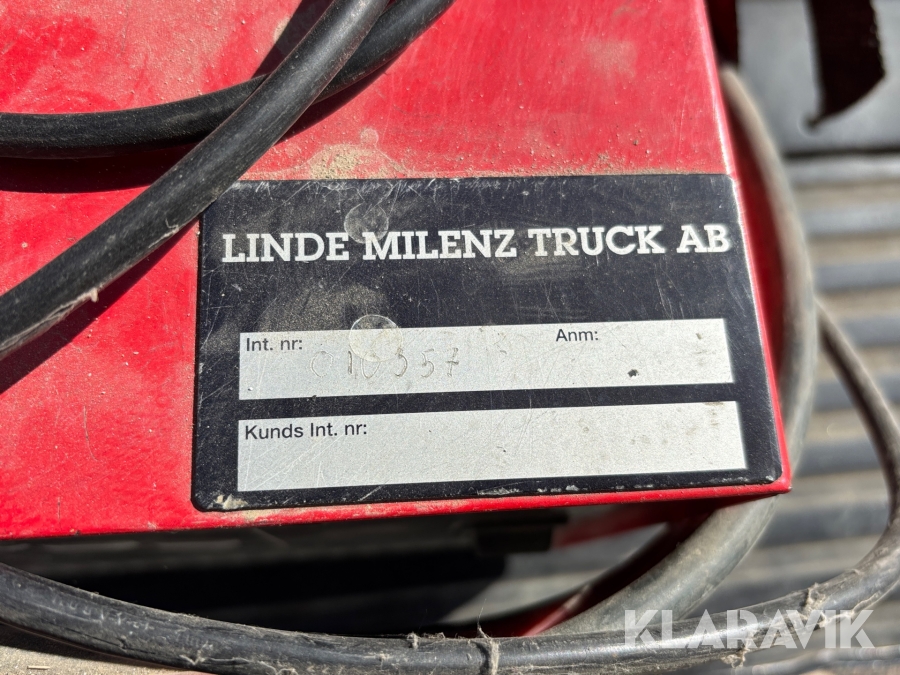 LINDE MILENZ TRUCK AB
Int. nr: Anm:
Kunds Int. nr:
KLARAVIK